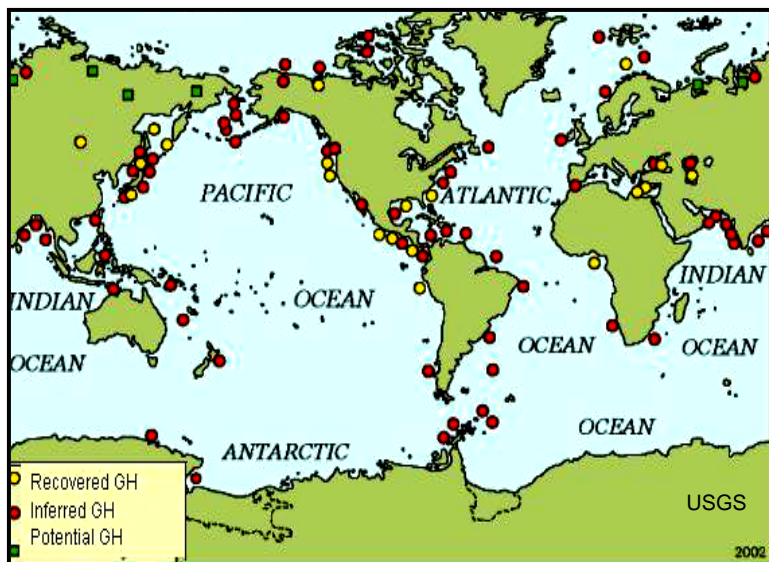 PACIFIC
ATLANTIC
INDIAN
OCEAN
INDIAN
OCEAN
OCEAN
OCEAN
OCEAN
ANTARCTIC
OCEAN
Recovered GH
Inferred GH
Potential GH
USGS
2002